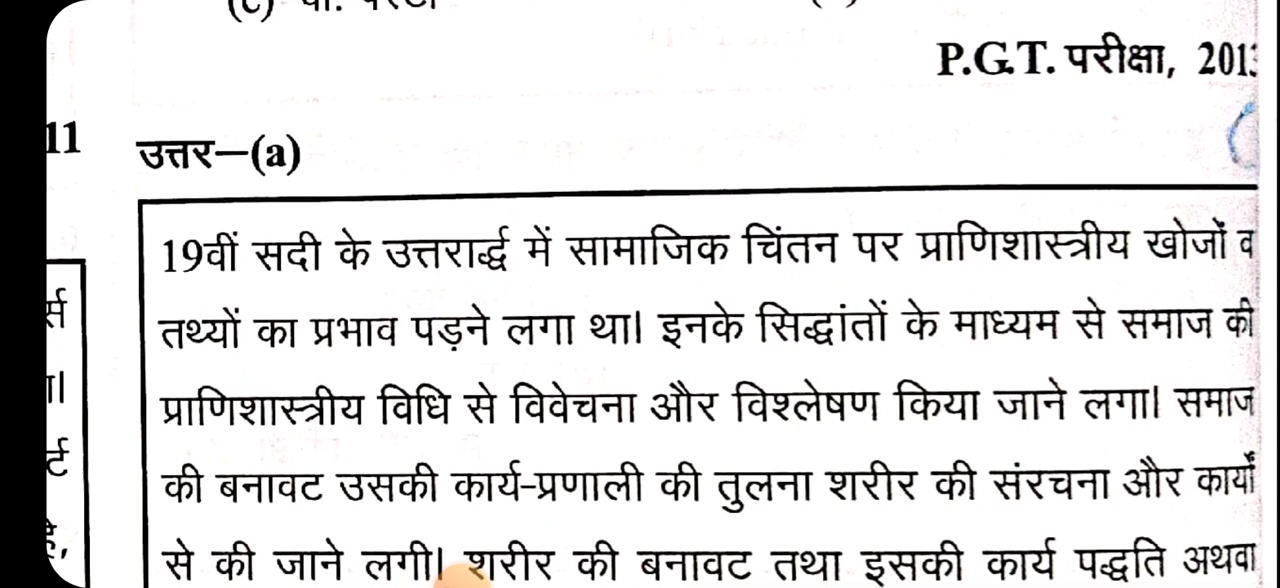 (c)
P.G.T. परीक्षा, 201
11
उत्तर–(a)
19वीं सदी के उत्तरार्द्ध में सामाजिक चिंतन पर प्राणिशास्त्रीय खोजों व
तथ्यों का प्रभाव पड़ने लगा था। इनके सिद्धांतों के माध्यम से समाज की
प्राणिशास्त्रीय विधि से विवेचना और विश्लेषण किया जाने लगा। समाज
की बनावट उसकी कार्य-प्रणाली की तुलना शरीर की संरचना और कार्यों
से की जाने लगी। शरीर की बनावट तथा इसकी कार्य पद्धति अथवा